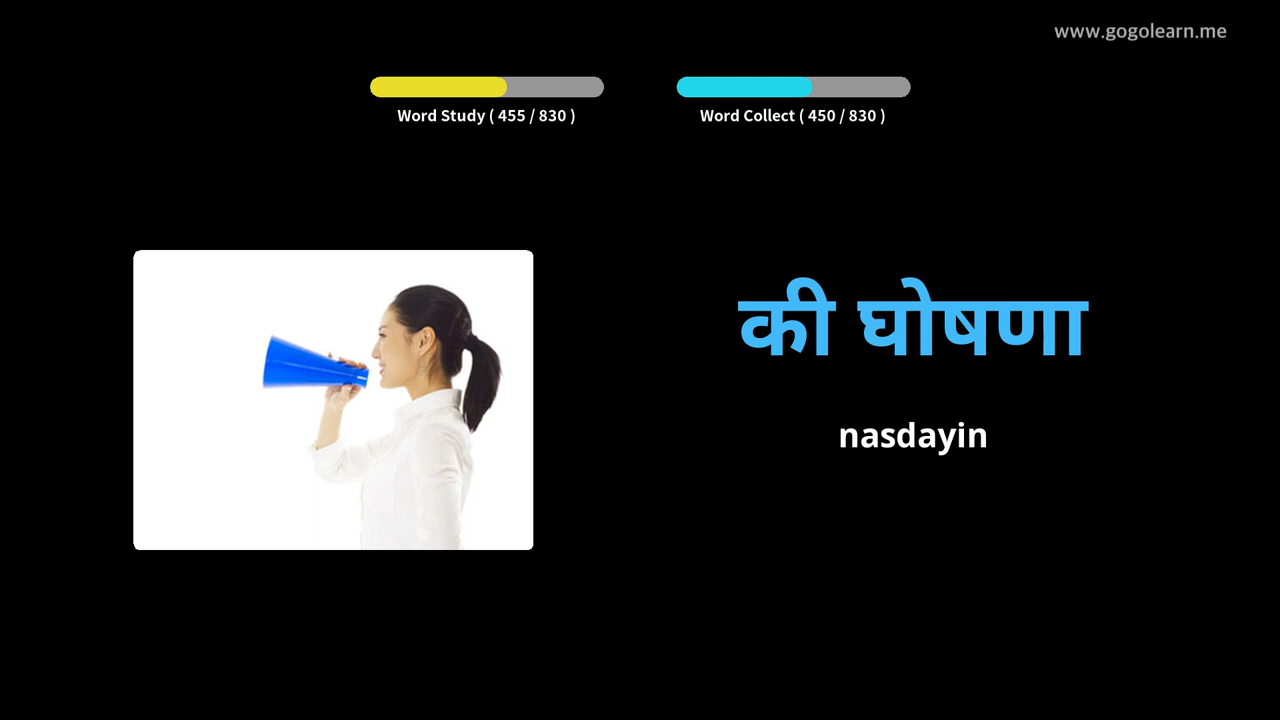 www.gogolearn.me
Word Study ( 455 / 830 )
Word Collect ( 450 / 830 )
की घोषणा
nasdayin